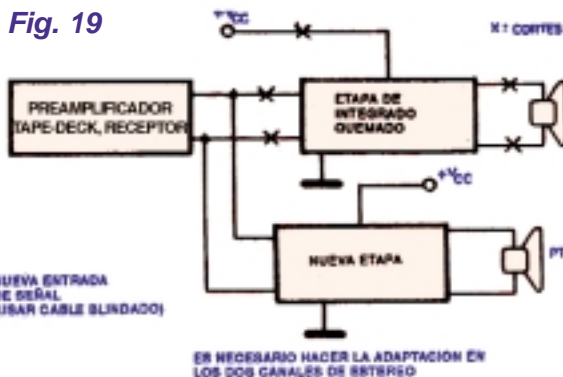 Fig. 19
+VCC
X = CORTES
PREAMPLIFICADOR
TAPE-DECK, RECEPTOR
ETAPA DE
INTEGRADO
QUEMADO
+VCC
NUEVA ETAPA
PT
NUEVA ENTRADA
DE SEÑAL
(USAR CABLE BLINDADO)
ES NECESARIO HACER LA ADAPTACION EN
LOS DOS CANALES DE ESTEREO